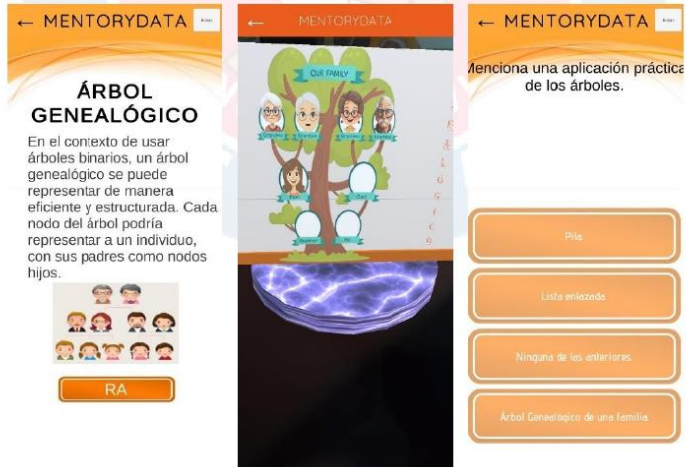 ← MENTORYDATA
ÁRBOL
GENEALÓGICO
En el contexto de usar
árboles binarios, un árbol
genealógico se puede
representar de manera
eficiente y estructurada. Cada
nodo del árbol podría
representar a un individuo,
con sus padres como nodos
hijos.
RA
← MENTORYDATA
OUR FAMILY
← MENTORYDATA
Menciona una aplicación práctica
de los árboles.
Pila
Lista enlazada
Ninguna de las anteriores
Árbol Genealógico de una familia